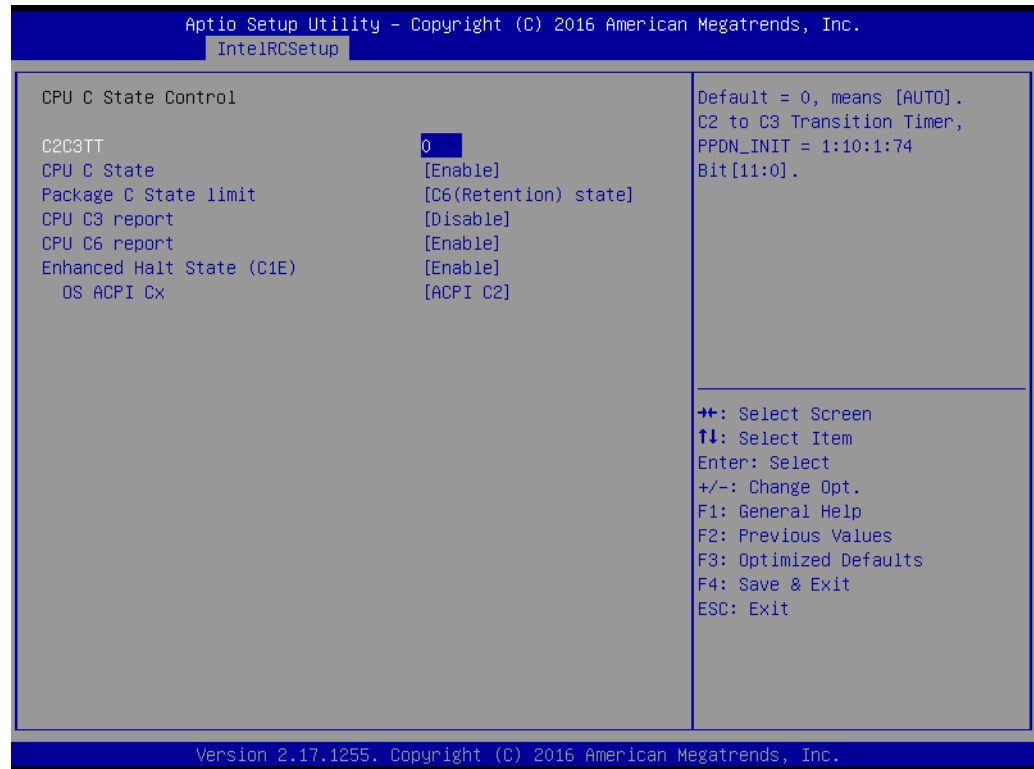 Aptio Setup Utility – Copyright (C) 2016 American Megatrends, Inc.
IntelRCSetup
CPU C State Control
C2C3TT 0
CPU C State [Enable]
Package C State limit [C6(Retention) state]
CPU C3 report [Disable]
CPU C6 report [Enable]
Enhanced Halt State (C1E) [Enable]
OS ACPI Cx [ACPI C2]
Default = 0, means [AUTO].
C2 to C3 Transition Timer,
PPDN_INIT = 1:10:1:74
Bit[11:0].
→←: Select Screen
↑↓: Select Item
Enter: Select
+/-: Change Opt.
F1: General Help
F2: Previous Values
F3: Optimized Defaults
F4: Save & Exit
ESC: Exit
Version 2.17.1255. Copyright (C) 2016 American Megatrends, Inc.